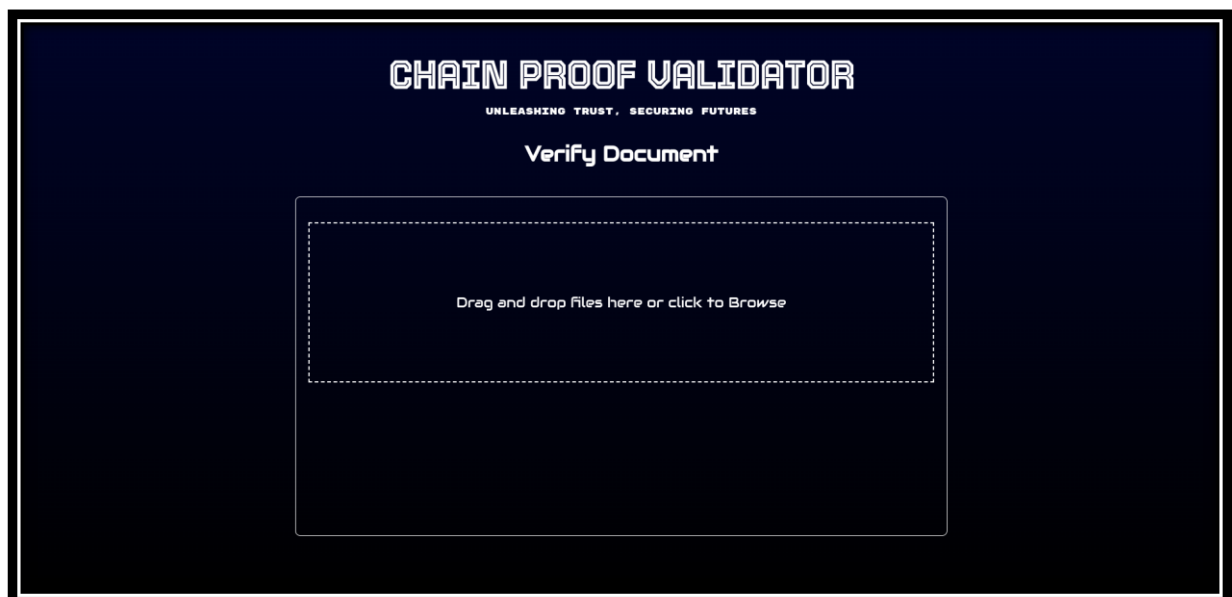 CHAIN PROOF VALIDATOR
UNLEASHING TRUST, SECURING FUTURES
Verify Document
Drag and drop files here or click to Browse